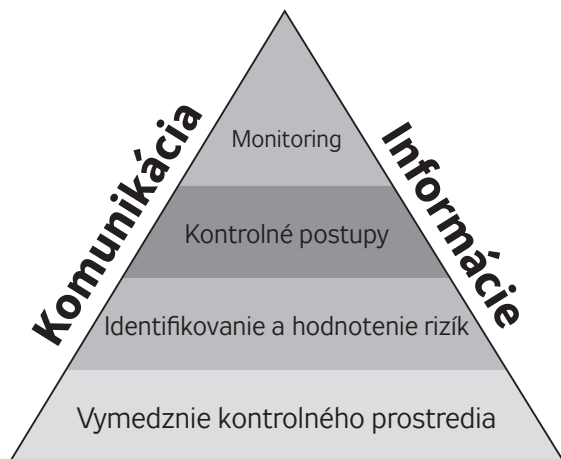 Komunikácia
Informácie
Monitoring
Kontrolné postupy
Identifikovanie a hodnotenie rizík
Vymedznie kontrolného prostredia